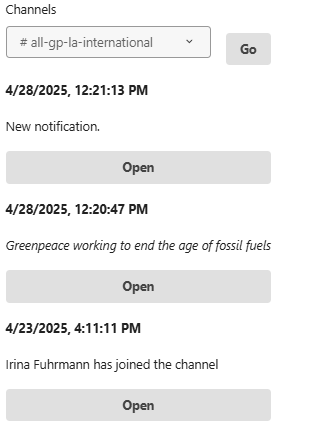 Channels
# all-gp-la-international
Go
4/28/2025, 12:21:13 PM
New notification.
Open
4/28/2025, 12:20:47 PM
Greenpeace working to end the age of fossil fuels
Open
4/23/2025, 4:11:11 PM
Irina Fuhrmann has joined the channel
Open